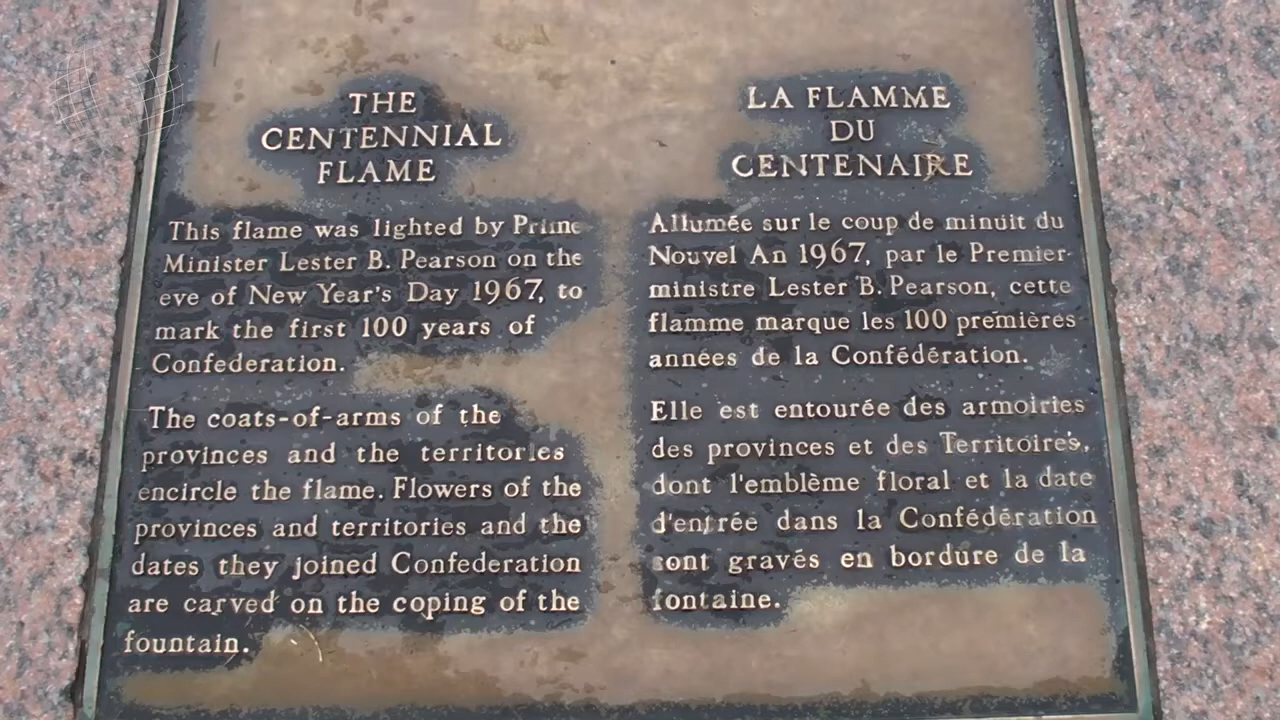 THE
CENTENNIAL
FLAME
This flame was lighted by Prime
Minister Lester B. Pearson on the
eve of New Year's Day 1967, to
mark the first 100 years of
Confederation.
The coats-of-arms of the
provinces and the territories
encircle the flame. Flowers of the
provinces and territories and the
dates they joined Confederation
are carved on the coping of the
fountain.
LA FLAMME
DU
CENTENAIRE
Allumée sur le coup de minuit du
Nouvel An 1967, par le Premier-
ministre Lester B. Pearson, cette
flamme marque les 100 premières
années de la Confédération.
Elle est entourée des armoiries
des provinces et des Territoires,
dont l'emblème floral et la date
d'entrée dans la Confédération
sont gravés en bordure de la
fontaine.